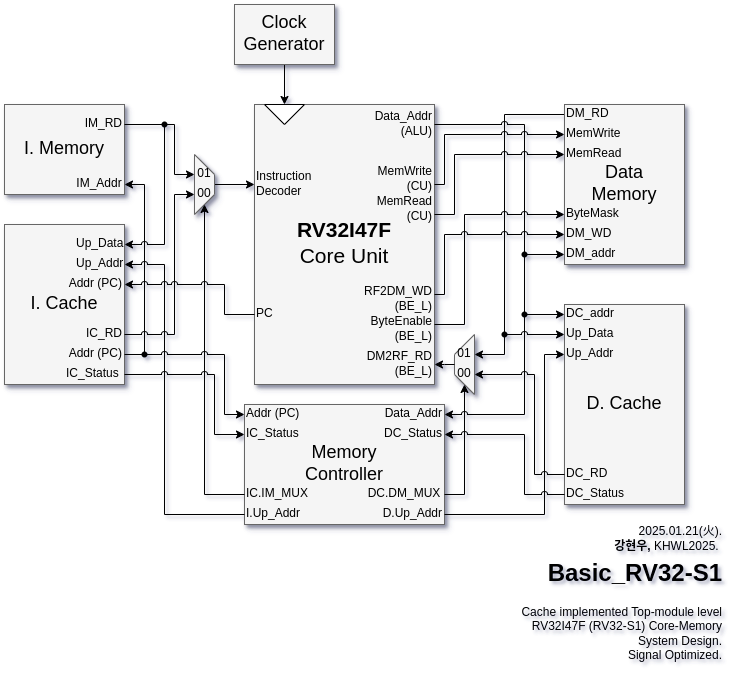 Clock
Generator
I. Memory
IM_RD
IM_Addr
I. Cache
Up_Data
Up_Addr
Addr (PC)
IC_RD
Addr (PC)
IC_Status
01
00
Instruction
Decoder
PC
RV32I47F
Core Unit
Data_Addr
(ALU)
MemWrite
(CU)
MemRead
(CU)
RF2DM_WD
(BE_L)
ByteEnable
(BE_L)
DM2RF_RD
(BE_L)
01
00
DM_RD
MemWrite
MemRead
Data
Memory
ByteMask
DM_WD
DM_addr
DC_addr
Up_Data
Up_Addr
D. Cache
DC_RD
DC_Status
Addr (PC)
IC_Status
Memory
Controller
IC.IM_MUX
I.Up_Addr
Data_Addr
DC_Status
DC.DM_MUX
D.Up_Addr
2025.01.21(火).
강현우, KHWL2025.
Basic_RV32-S1
Cache implemented Top-module level
RV32I47F (RV32-S1) Core-Memory
System Design.
Signal Optimized.